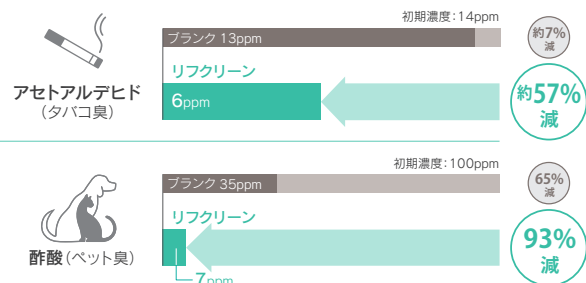 初期濃度：14ppm
ブランク 13ppm
約7%
減
リフクリーン
6ppm
約57%
減
アセトアルデヒド
（タバコ臭）
初期濃度：100ppm
ブランク 35ppm
65%
減
リフクリーン
93%
減
酢酸（ペット臭）
7ppm